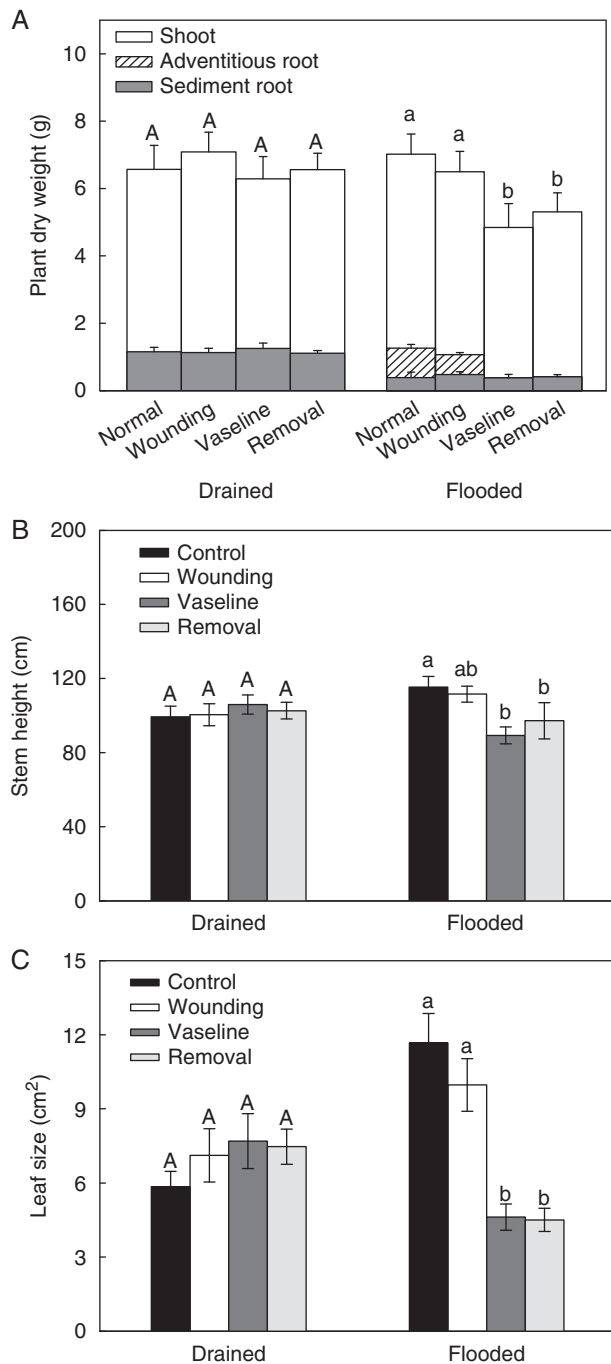 A
Shoot
Adventitious root
Sediment root
Plant dry weight (g)
10
8
6
4
2
0
A A A A a a b b
Normal Wounding Vaseline Removal Normal Wounding Vaseline Removal
Drained Flooded
B
Control
Wounding
Vaseline
Removal
Stem height (cm)
200
160
120
80
40
0
A A A A a ab b b
Drained Flooded
C
Control
Wounding
Vaseline
Removal
Leaf size (cm²)
15
12
9
6
3
0
A A A A a a b b
Drained Flooded